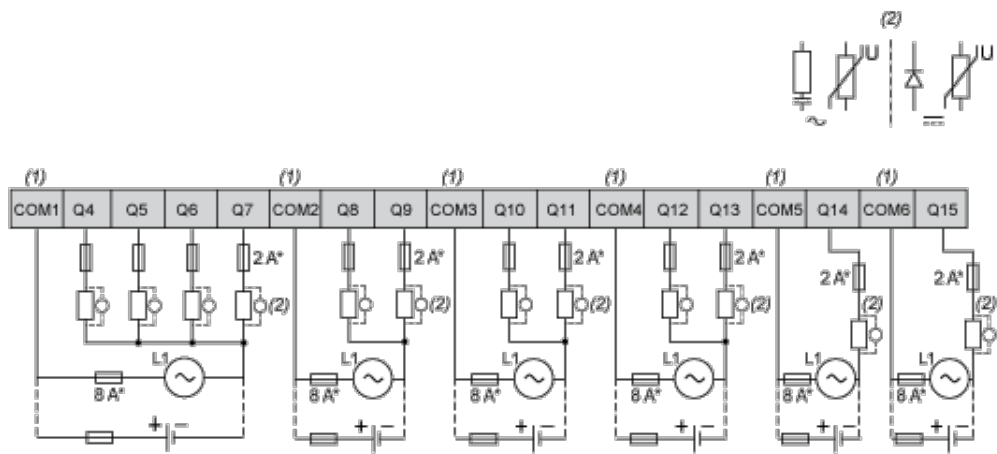 (2)
IU IU
(1) (1) (1) (1) (1) (1)
COM1 Q4 Q5 Q6 Q7 COM2 Q8 Q9 COM3 Q10 Q11 COM4 Q12 Q13 COM5 Q14 COM6 Q15
2 A* 2 A* 2 A* 2 A* 2 A* 2 A*
(2) (2) (2) (2) (2) (2)
L1 L1 L1 L1 L1 L1
8 A* 8 A* 8 A* 8 A* 8 A* 8 A*
+ − + − + − + − + − + −